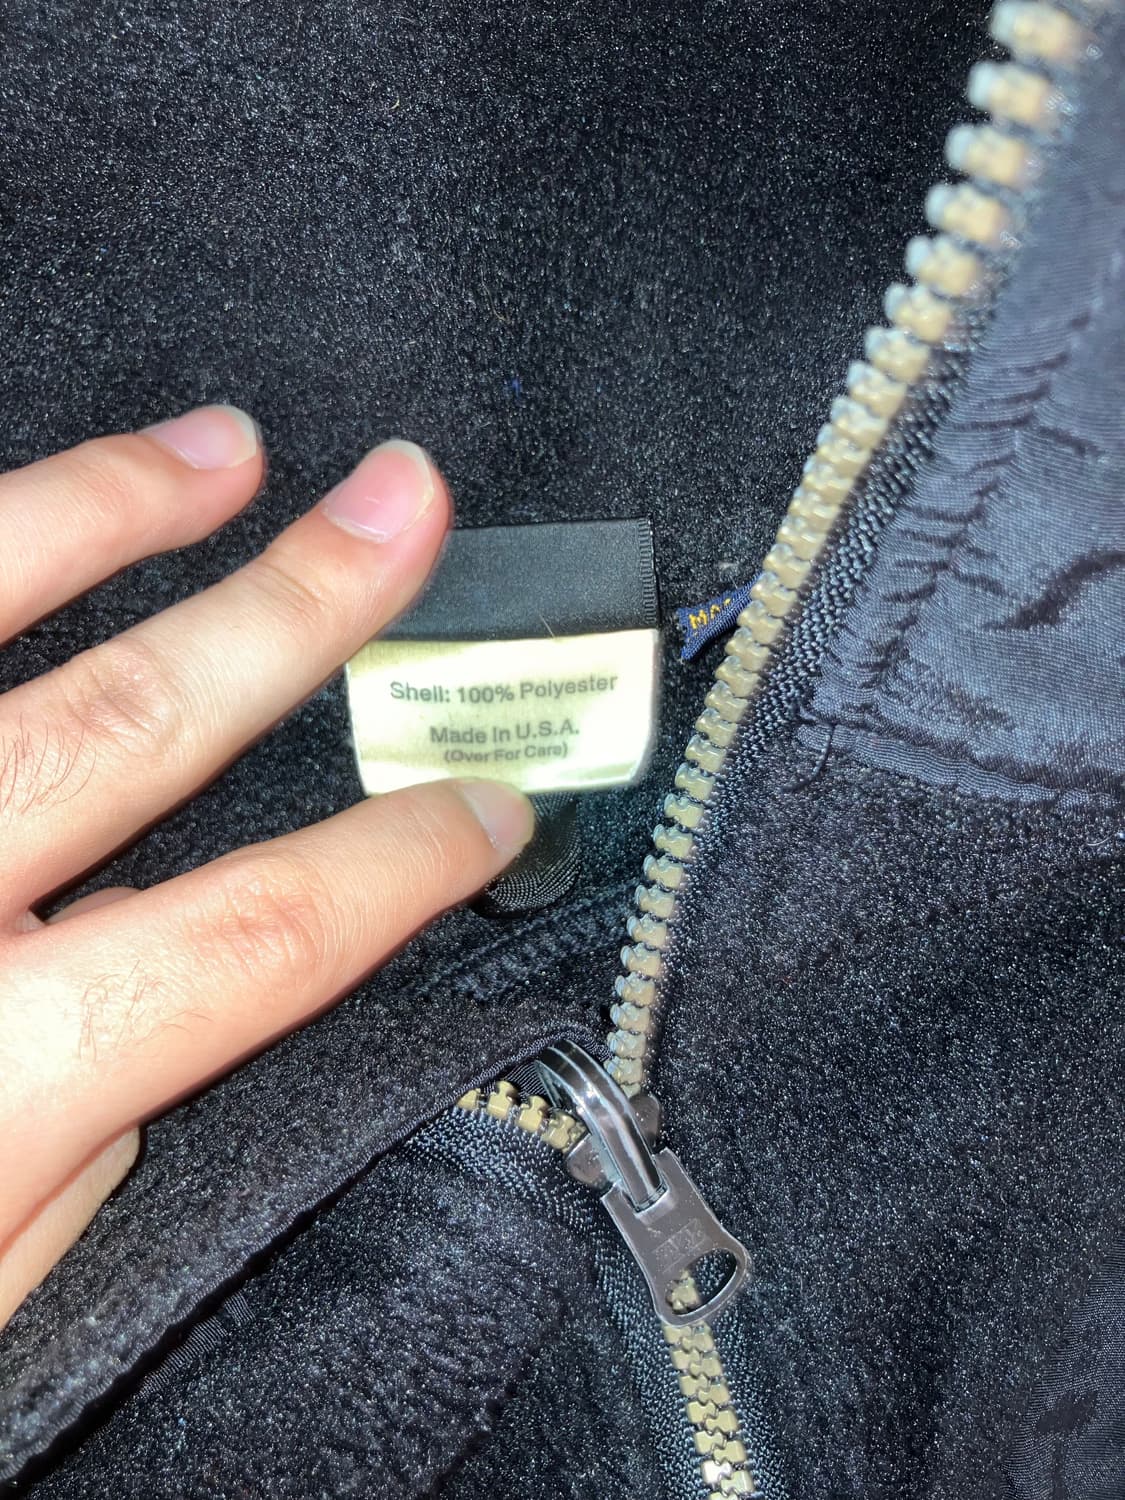 Shell: 100% Polyester
Made In U.S.A.
(Over For Care)